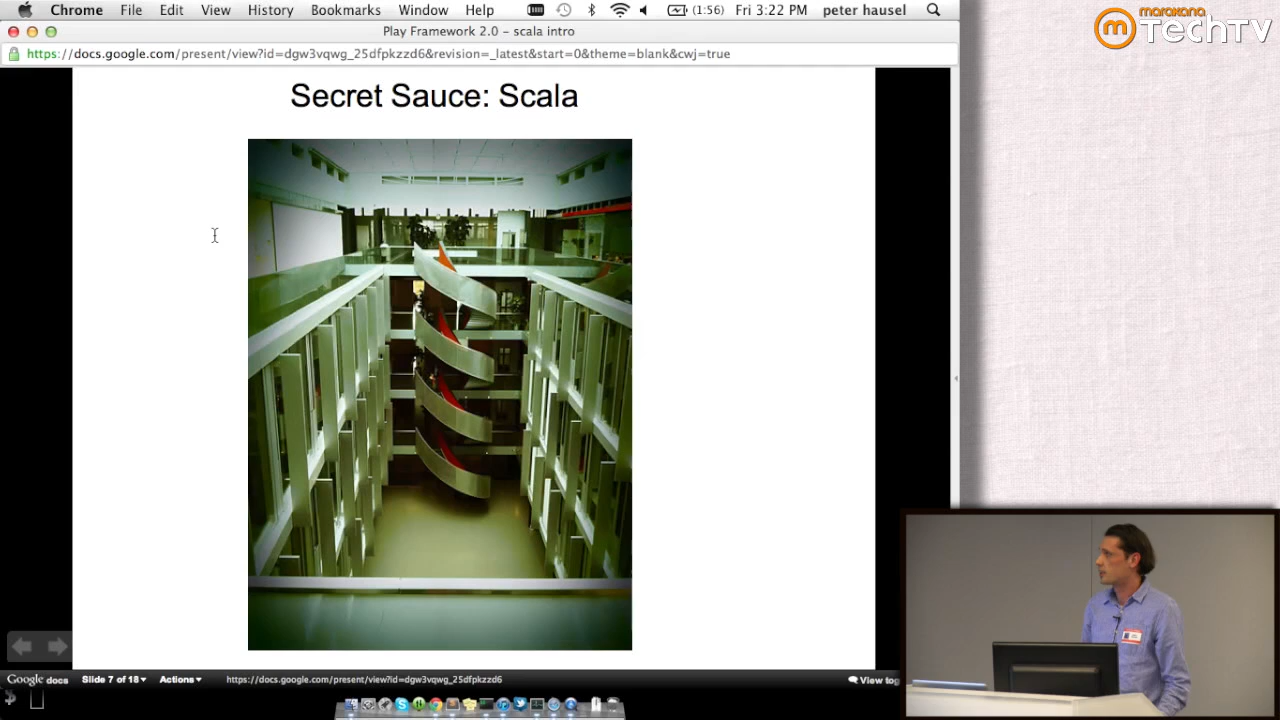 Chrome File Edit View History Bookmarks Window Help (1:56) Fri 3:22 PM peter hausel
marakana
TechTV
Play Framework 2.0 - scala intro
https://docs.google.com/present/view?id=dgw3vqwg_25dfpkzzd6&revision=_latest&start=0&theme=blank&cwj=true
Secret Sauce: Scala
Google docs Slide 7 of 18 Actions https://docs.google.com/present/view?id=dgw3vqwg_25dfpkzzd6 View tog